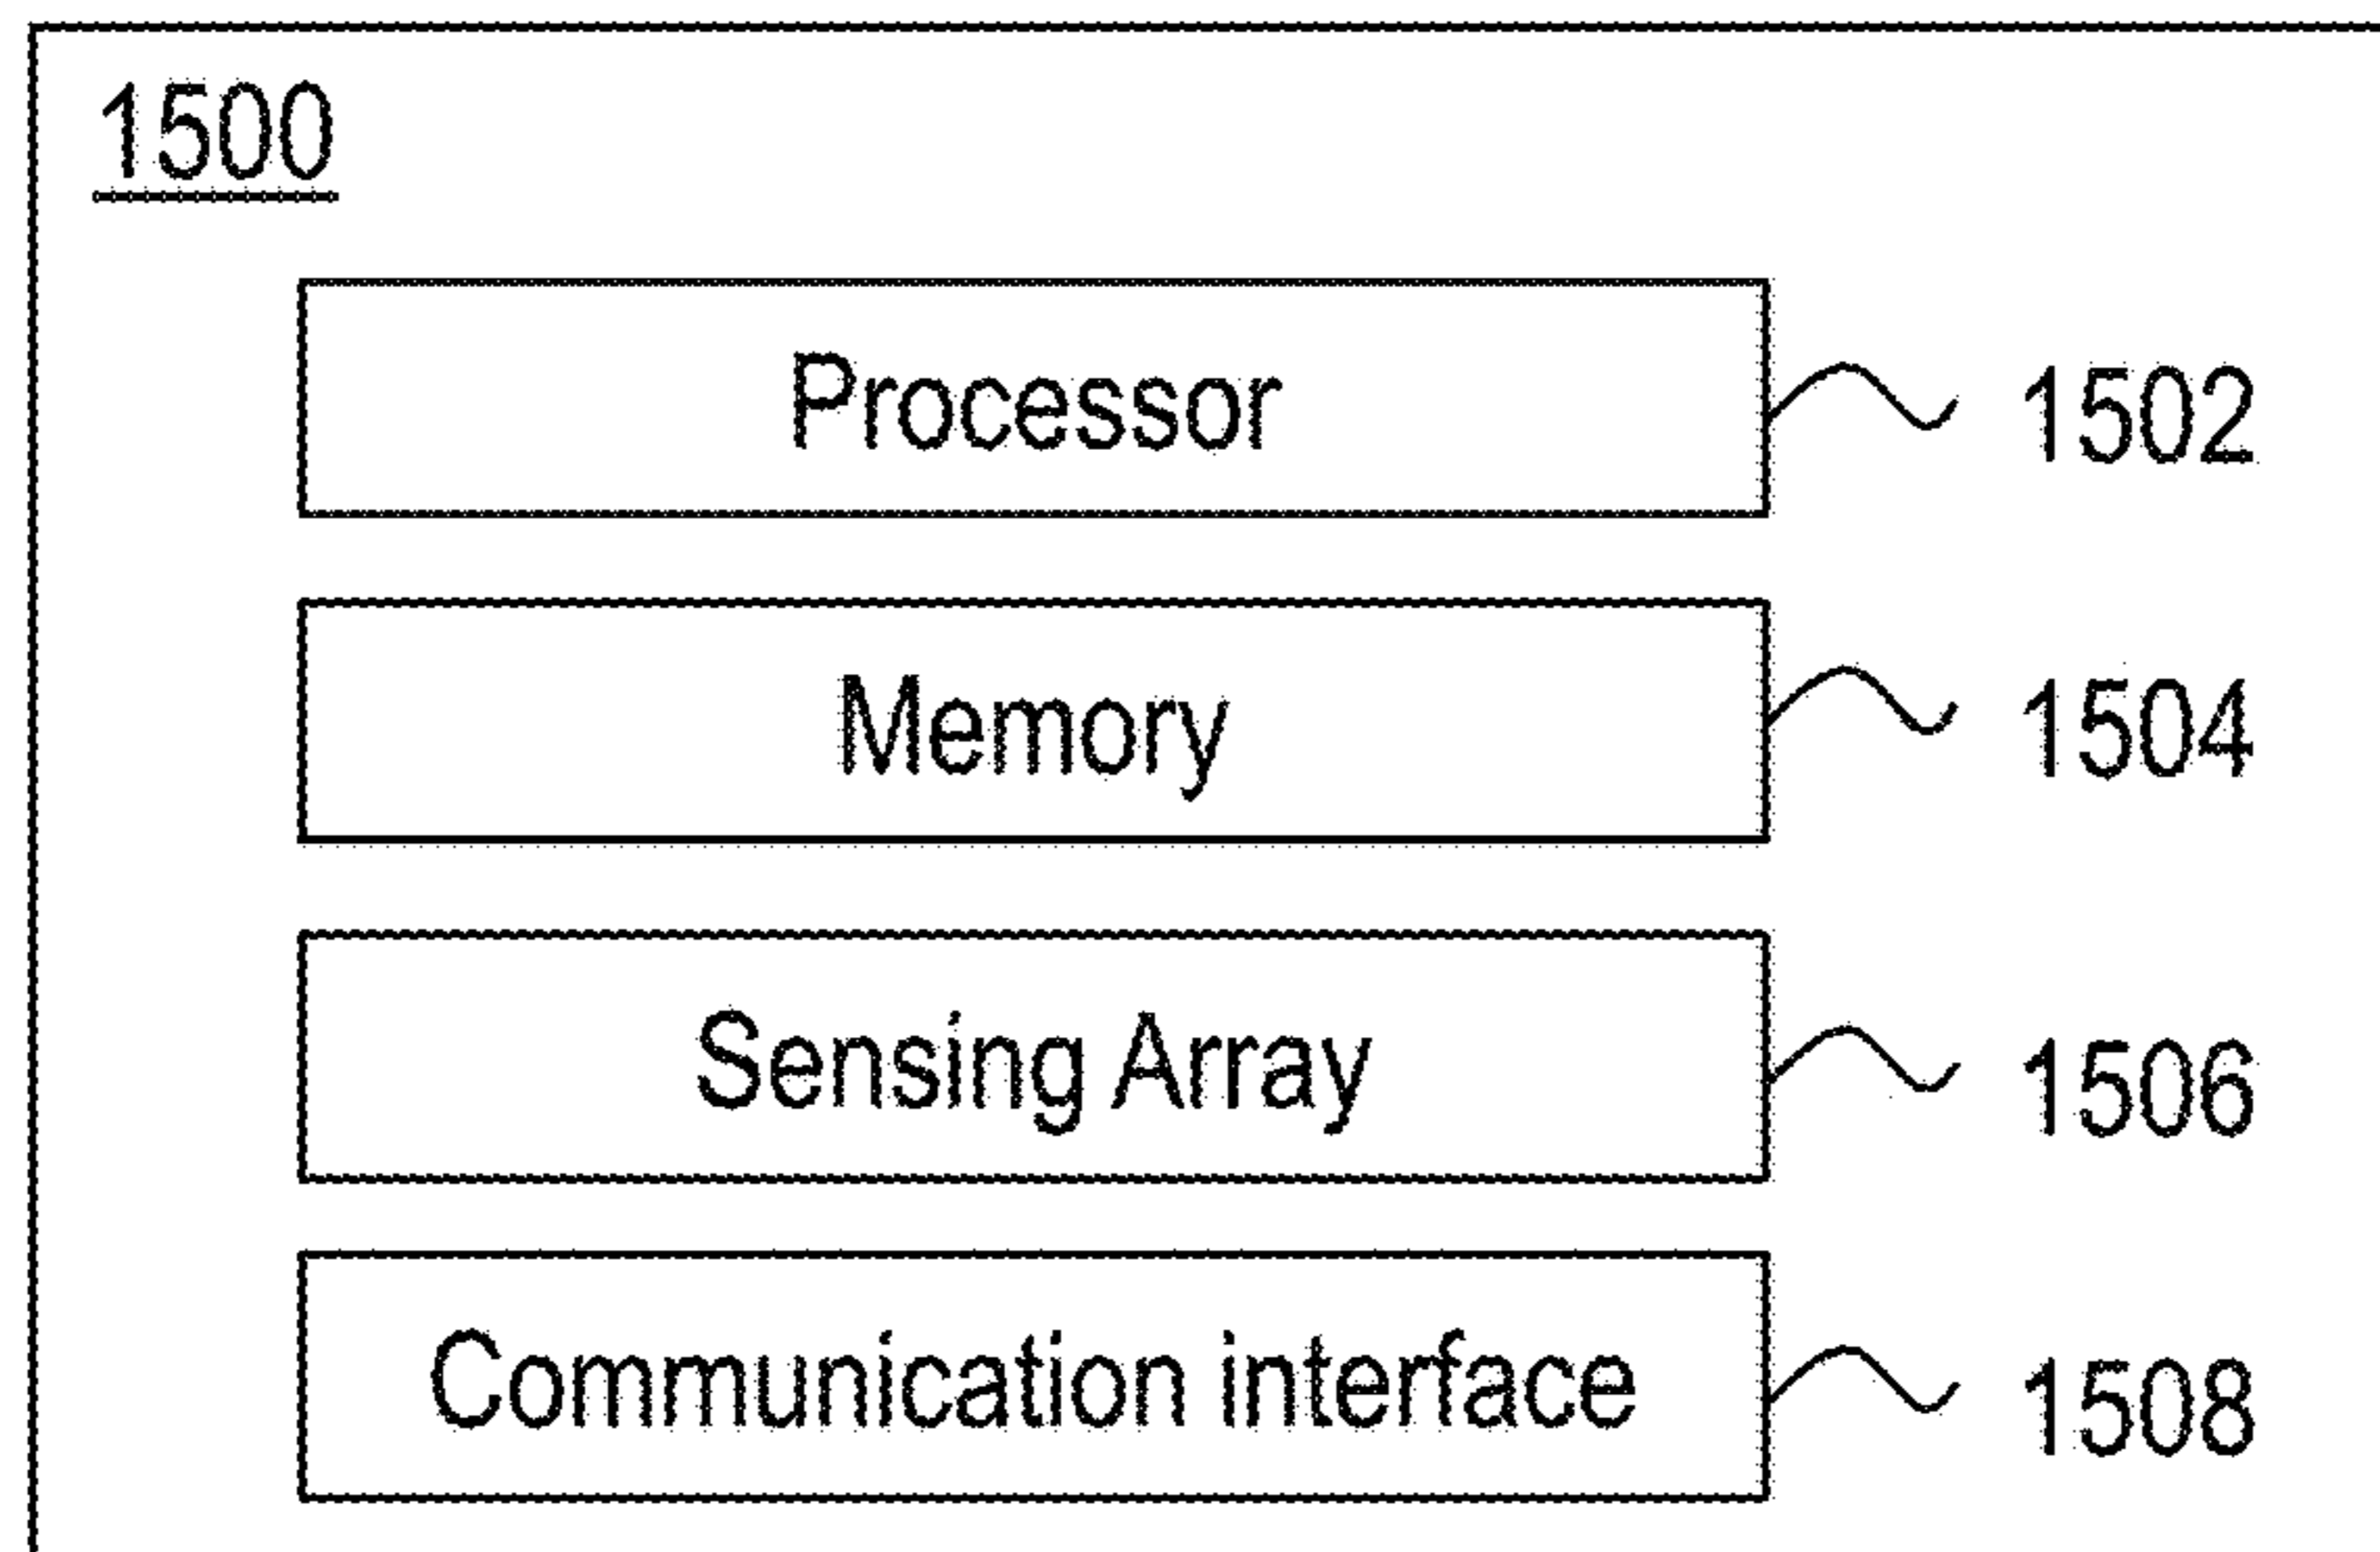 1500
Processor 1502
Memory 1504
Sensing Array 1506
Communication interface 1508